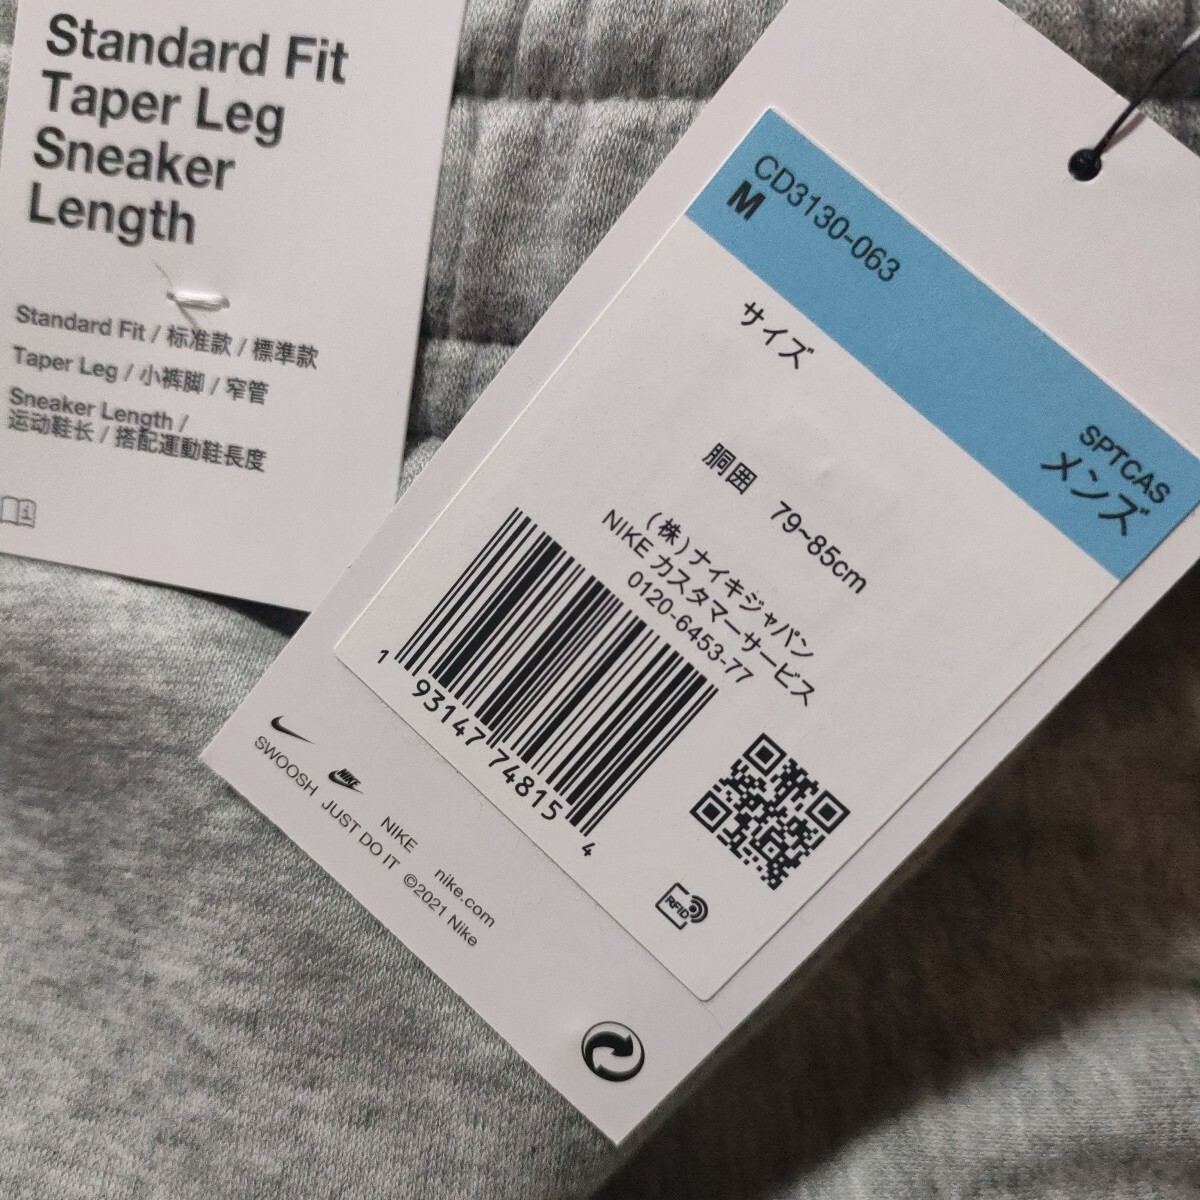 Standard Fit
Taper Leg
Sneaker
Length
Standard Fit / 标准款 / 標準款
Taper Leg / 小裤脚 / 窄管
Sneaker Length /
运动鞋长 / 搭配運動鞋長度
CD3130-063
M
SPTCAS
メンズ
サイズ
胴囲 79~85cm
(株)ナイキジャパン
NIKE カスタマーサービス
0120-6453-77
1 93147 74815 4
RFID
NIKE
NIKE nike.com
SWOOSH JUST DO IT ©2021 Nike